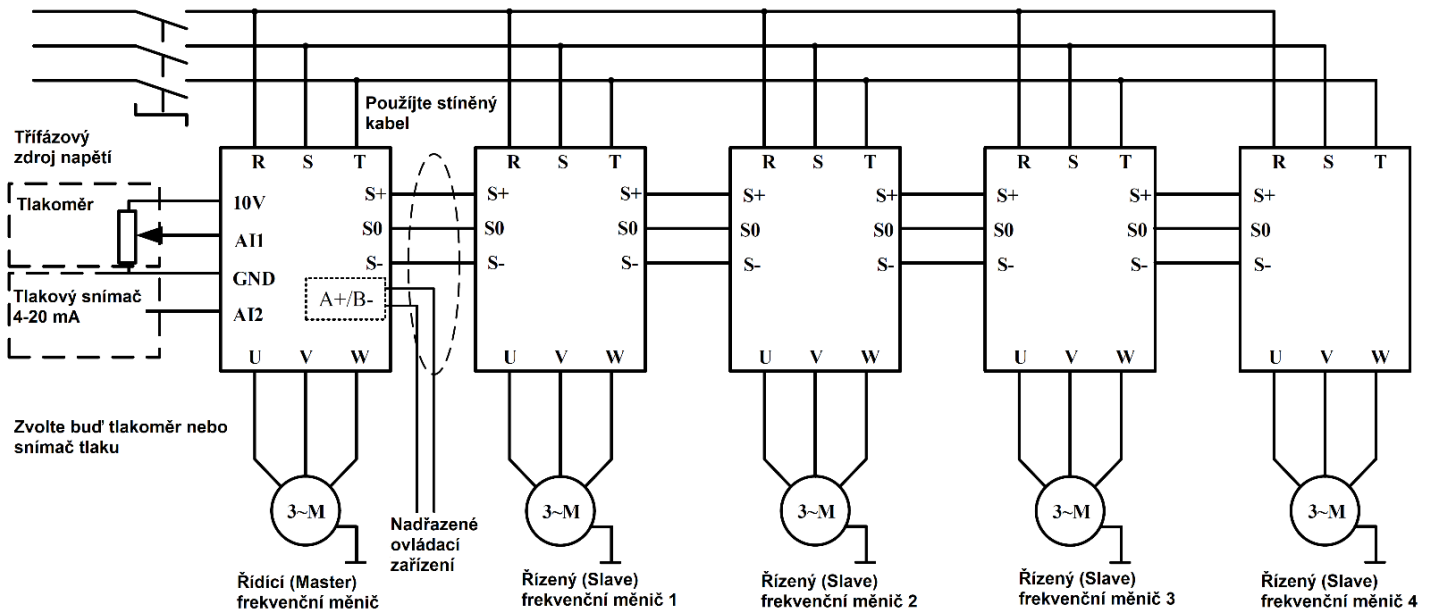 Použíjte stíněný
kabel
Třífázový
zdroj napětí
R S T R S T R S T R S T R S T
Tlakoměr
10V
AI1
GND
Tlakový snímač
4-20 mA
AI2
S+ S+ S+ S+ S+ S+ S+ S+
S0 S0 S0 S0 S0 S0 S0 S0
S- S- S- S- S- S- S- S-
A+/B-
U V W U V W U V W U V W U V W
Zvolte buď tlakoměr nebo
snímač tlaku
3~M 3~M 3~M 3~M 3~M
Nadřazené
ovládací
zařízení
Řídící (Master)
frekvenční měnič
Řízený (Slave)
frekvenční měnič 1
Řízený (Slave)
frekvenční měnič 2
Řízený (Slave)
frekvenční měnič 3
Řízený (Slave)
frekvenční měnič 4